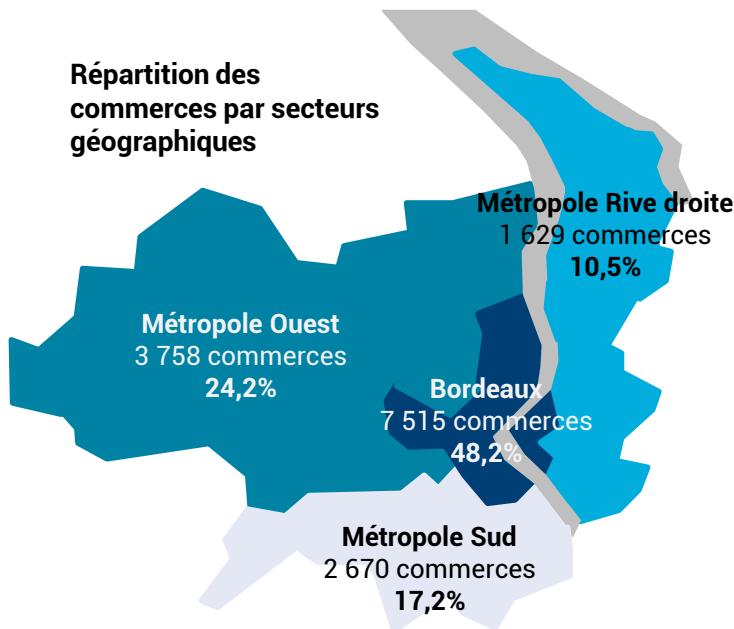 Répartition des
commerces par secteurs
géographiques
Métropole Rive droite
1 629 commerces
10,5%
Métropole Ouest
3 758 commerces
24,2%
Bordeaux
7 515 commerces
48,2%
Métropole Sud
2 670 commerces
17,2%